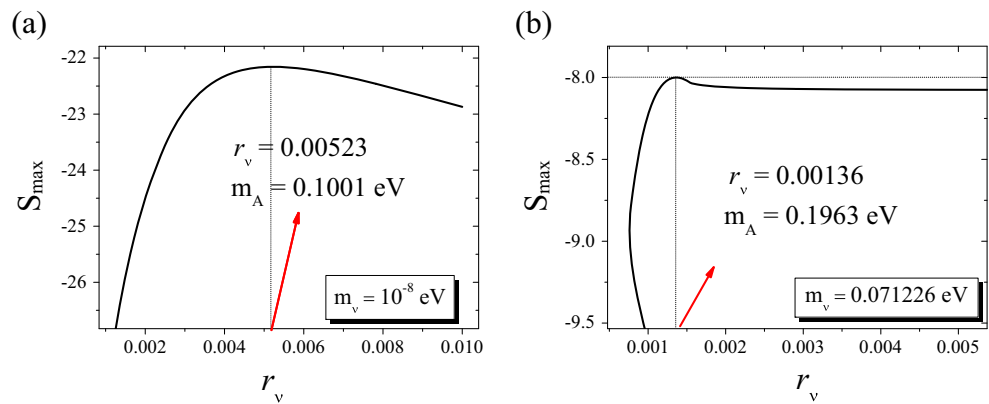 (a)
S_max
-22
-23
-24
-25
-26
r_ν = 0.00523
m_A = 0.1001 eV
m_ν = 10^-8 eV
0.002 0.004 0.006 0.008 0.010
r_ν
(b)
S_max
-8.0
-8.5
-9.0
-9.5
r_ν = 0.00136
m_A = 0.1963 eV
m_ν = 0.071226 eV
0.001 0.002 0.003 0.004 0.005
r_ν